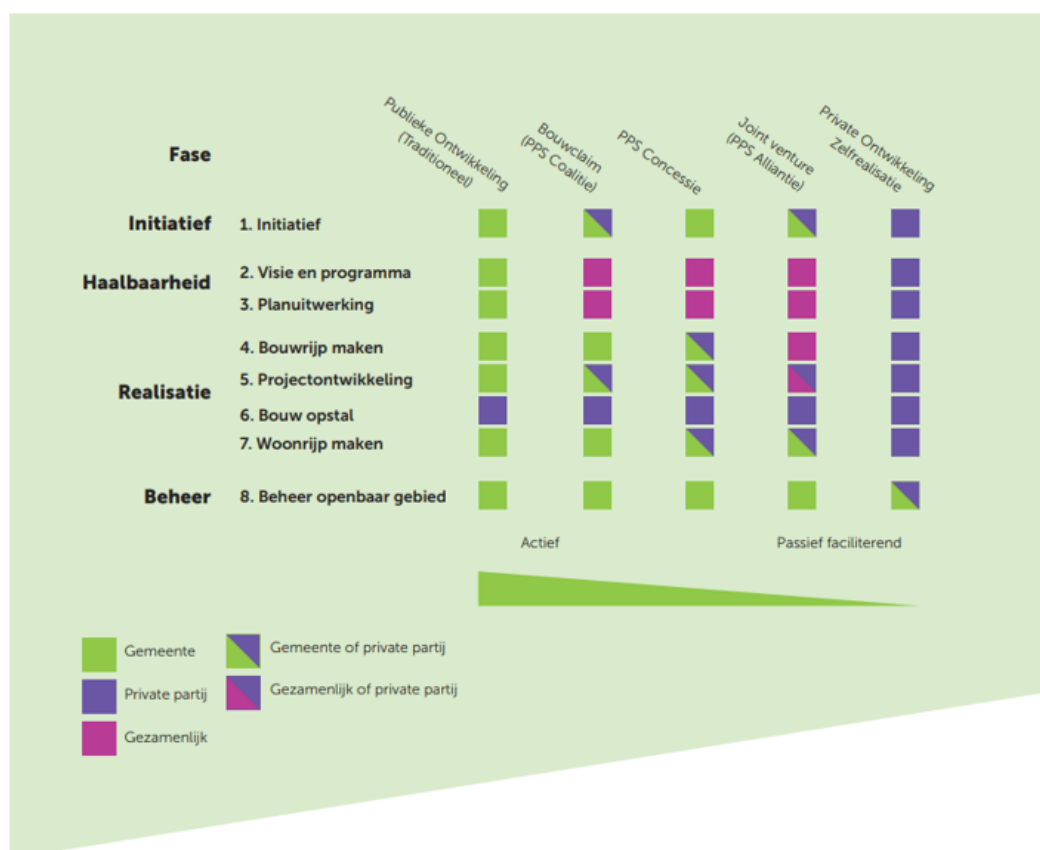 Fase
Publieke Ontwikkeling
(Traditioneel)
Bouwclaim
(PPS Coalitie)
PPS Concessie
Joint venture
(PPS Alliantie)
Private Ontwikkeling
Zelfrealisatie
Initiatief
1. Initiatief
Haalbaarheid
2. Visie en programma
3. Planuitwerking
Realisatie
4. Bouwrijp maken
5. Projectontwikkeling
6. Bouw opstal
7. Woonrijp maken
Beheer
8. Beheer openbaar gebied
Actief
Passief faciliterend
Gemeente
Private partij
Gezamenlijk
Gemeente of private partij
Gezamenlijk of private partij